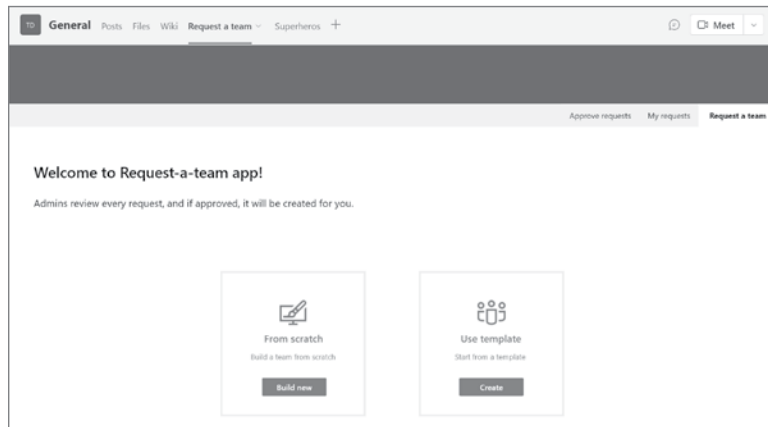 TD General Posts Files Wiki Request a team Superheros + Meet
Approve requests My requests Request a team
Welcome to Request-a-team app!
Admins review every request, and if approved, it will be created for you.
From scratch Use template
Build a team from scratch Start from a template
Build new Create